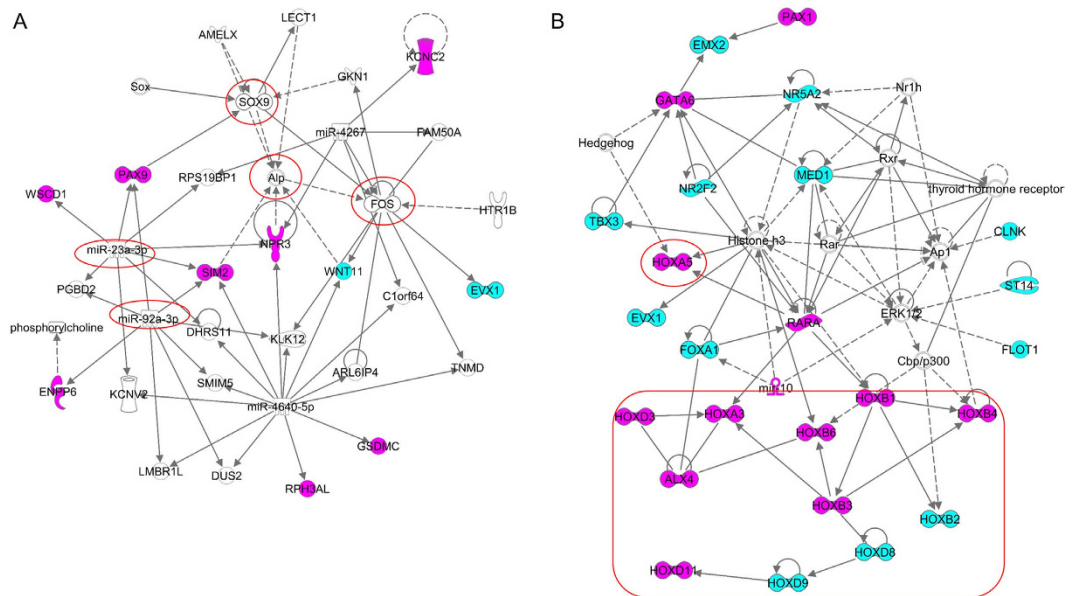 A
LECT1
AMELX
KCNC2
GKN1
Sox
SOX9
miR-4267
FAM50A
PAX9
RPS19BP1
Alp
WSCD1
FOS
HTR1B
miR-23a-3p
NPR3
SIM2
WNT11
PGBD2
EVX1
C1orf64
miR-92a-3p
phosphorylcholine
DHRS11
KLK12
ENPP6
KCNV2
SMIM5
ARL6IP4
TNMD
miR-4640-5p
GSDMC
LMBR1L
DUS2
RPH3AL
B
PAX1
EMX2
NR5A2
Nr1h
GATA6
Hedgehog
Rxr
MED1
NR2F2
thyroid hormone receptor
TBX3
CLNK
Histone h3
Rar
Ap1
HOXA5
ST14
EVX1
RARA
ERK1/2
FOXA1
Cbp/p300
FLOT1
mir-10
HOXB1
HOXD3
HOXA3
HOXB4
HOXB6
ALX4
HOXB3
HOXB2
HOXD8
HOXD11
HOXD9